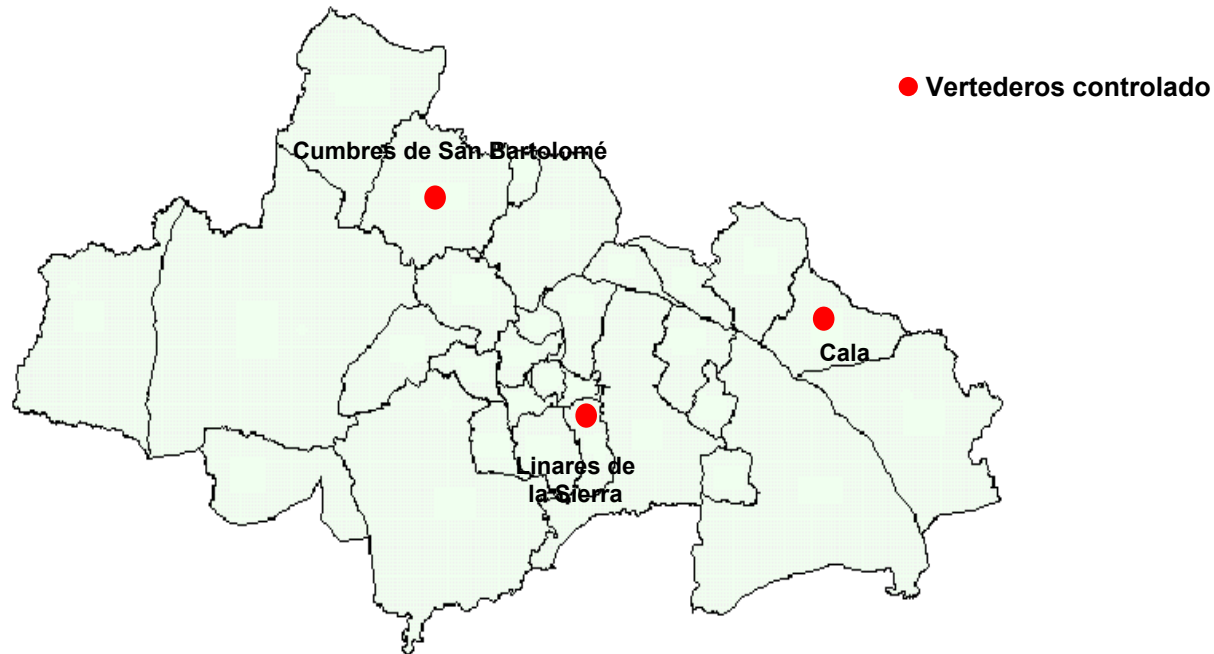 Vertederos controlado
Cumbres de San Bartolomé
Cala
Linares de
la Sierra